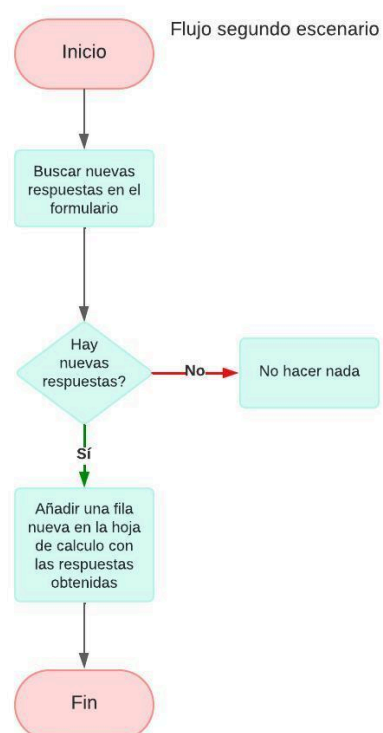 Flujo segundo escenario
Inicio
Buscar nuevas
respuestas en el
formulario
Hay
nuevas
respuestas?
No
No hacer nada
Sí
Añadir una fila
nueva en la hoja
de calculo con
las respuestas
obtenidas
Fin